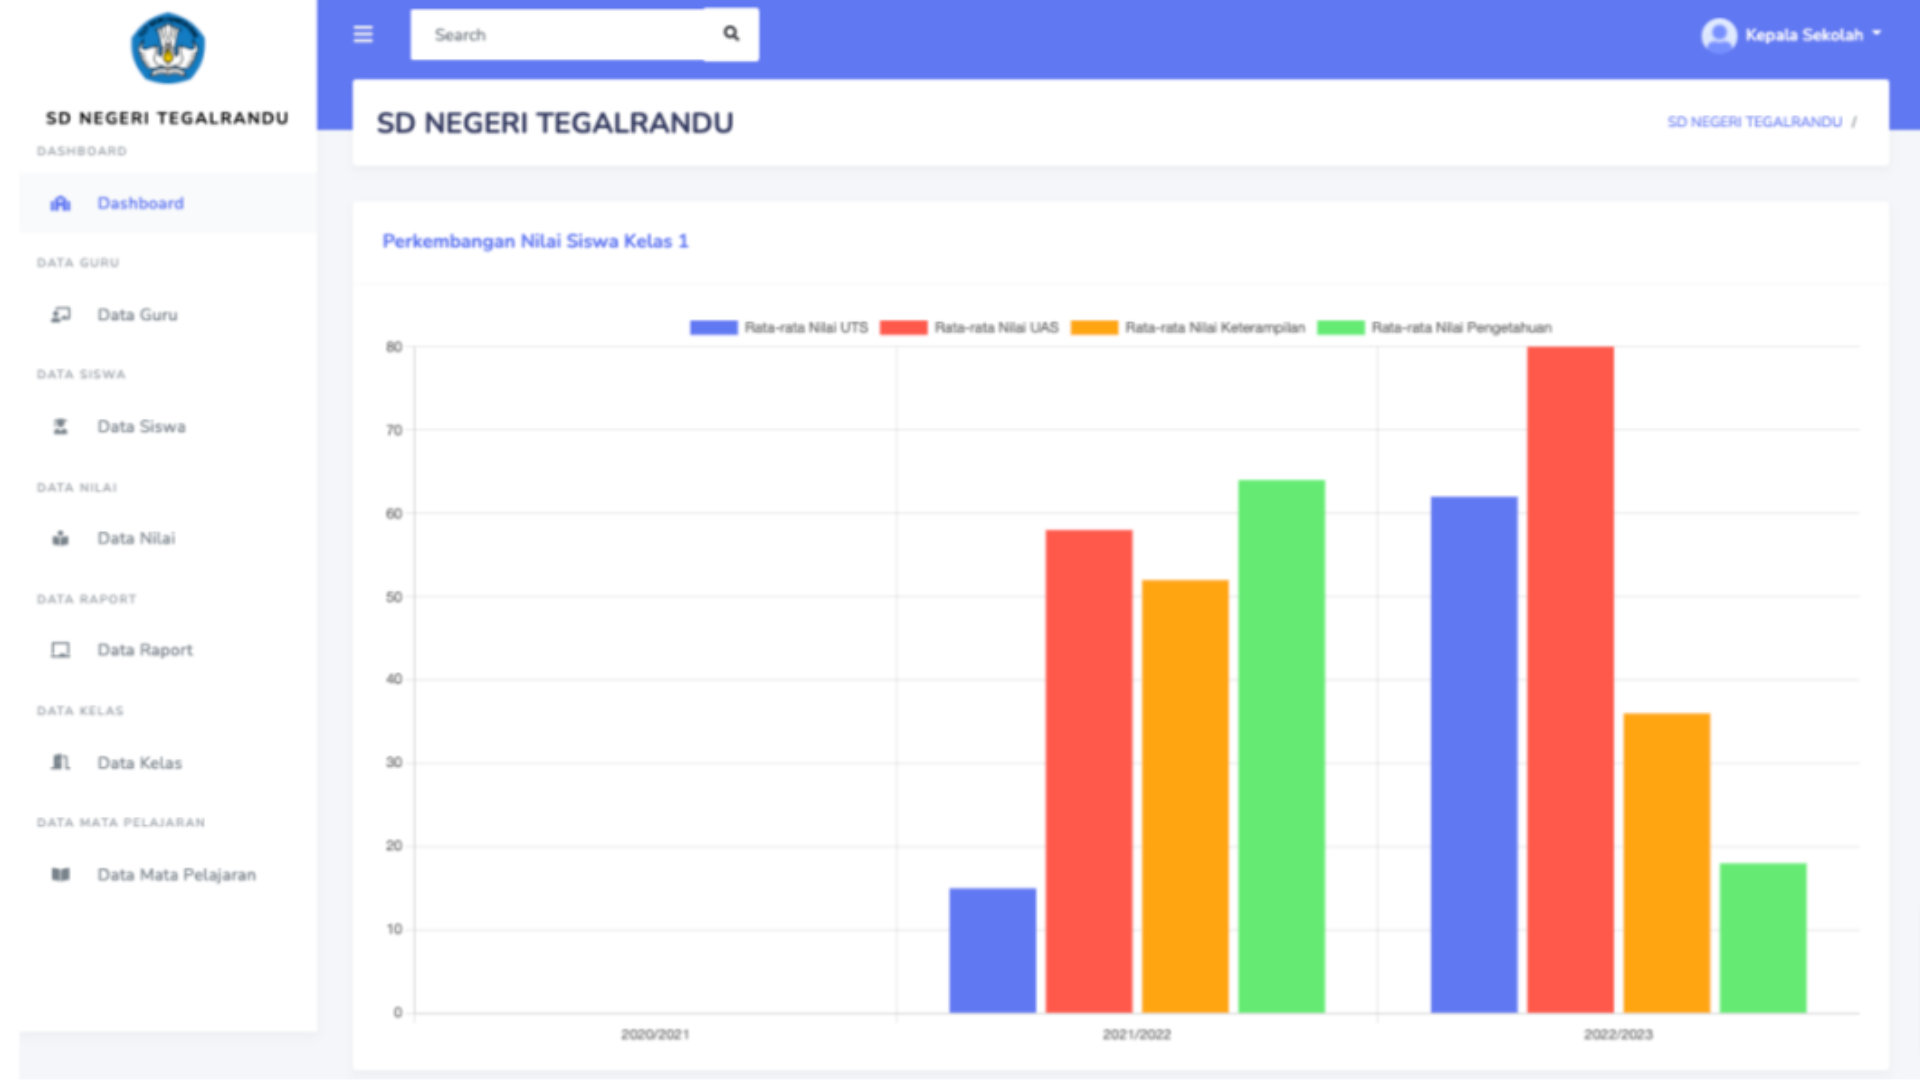 SD NEGERI TEGALRANDU
DASHBOARD
Dashboard
DATA GURU
Data Guru
DATA SISWA
Data Siswa
DATA NILAI
Data Nilai
DATA RAPORT
Data Raport
DATA KELAS
Data Kelas
DATA MATA PELAJARAN
Data Mata Pelajaran
Search
Kepala Sekolah
SD NEGERI TEGALRANDU
SD NEGERI TEGALRANDU /
Perkembangan Nilai Siswa Kelas 1
Rata-rata Nilai UTS Rata-rata Nilai UAS Rata-rata Nilai Keterampilan Rata-rata Nilai Pengetahuan
80
70
60
50
40
30
20
10
0
2020/2021 2021/2022 2022/2023